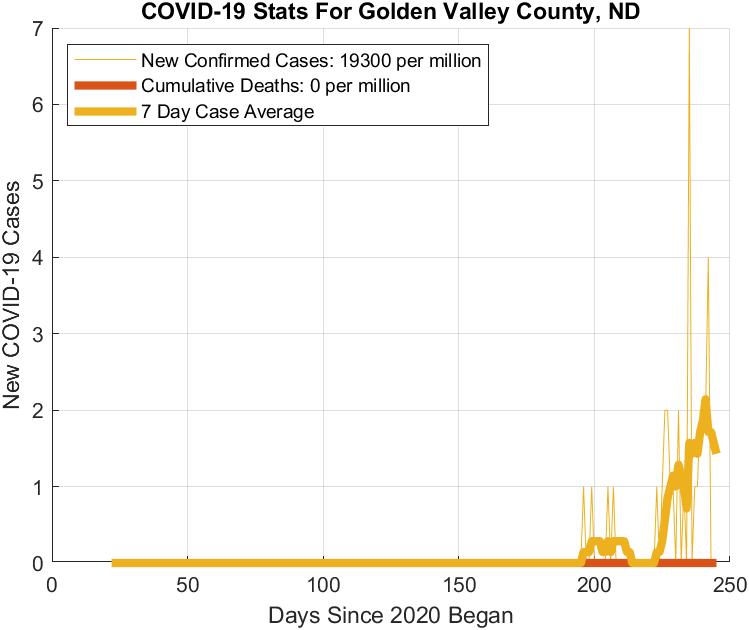 COVID-19 Stats For Golden Valley County, ND
New Confirmed Cases: 19300 per million
Cumulative Deaths: 0 per million
7 Day Case Average
New COVID-19 Cases
7
6
5
4
3
2
1
0
0 50 100 150 200 250
Days Since 2020 Began